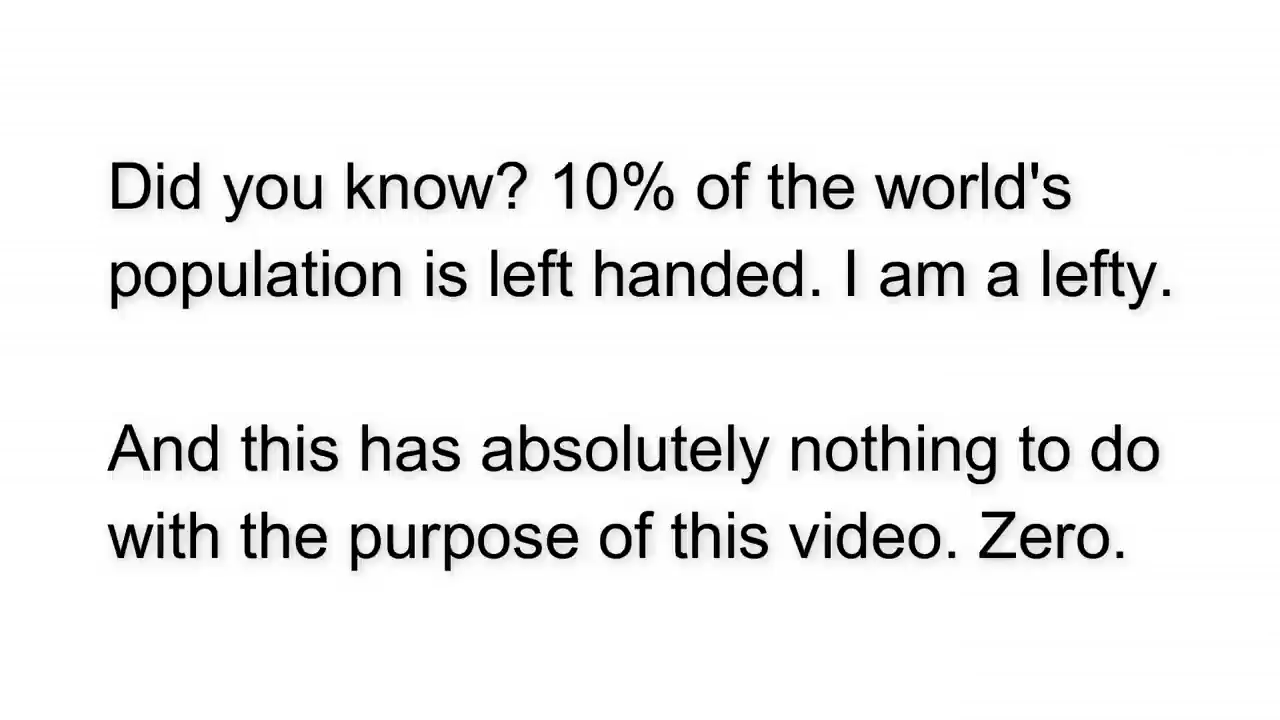 Did you know? 10% of the world's
population is left handed. I am a lefty.
And this has absolutely nothing to do
with the purpose of this video. Zero.